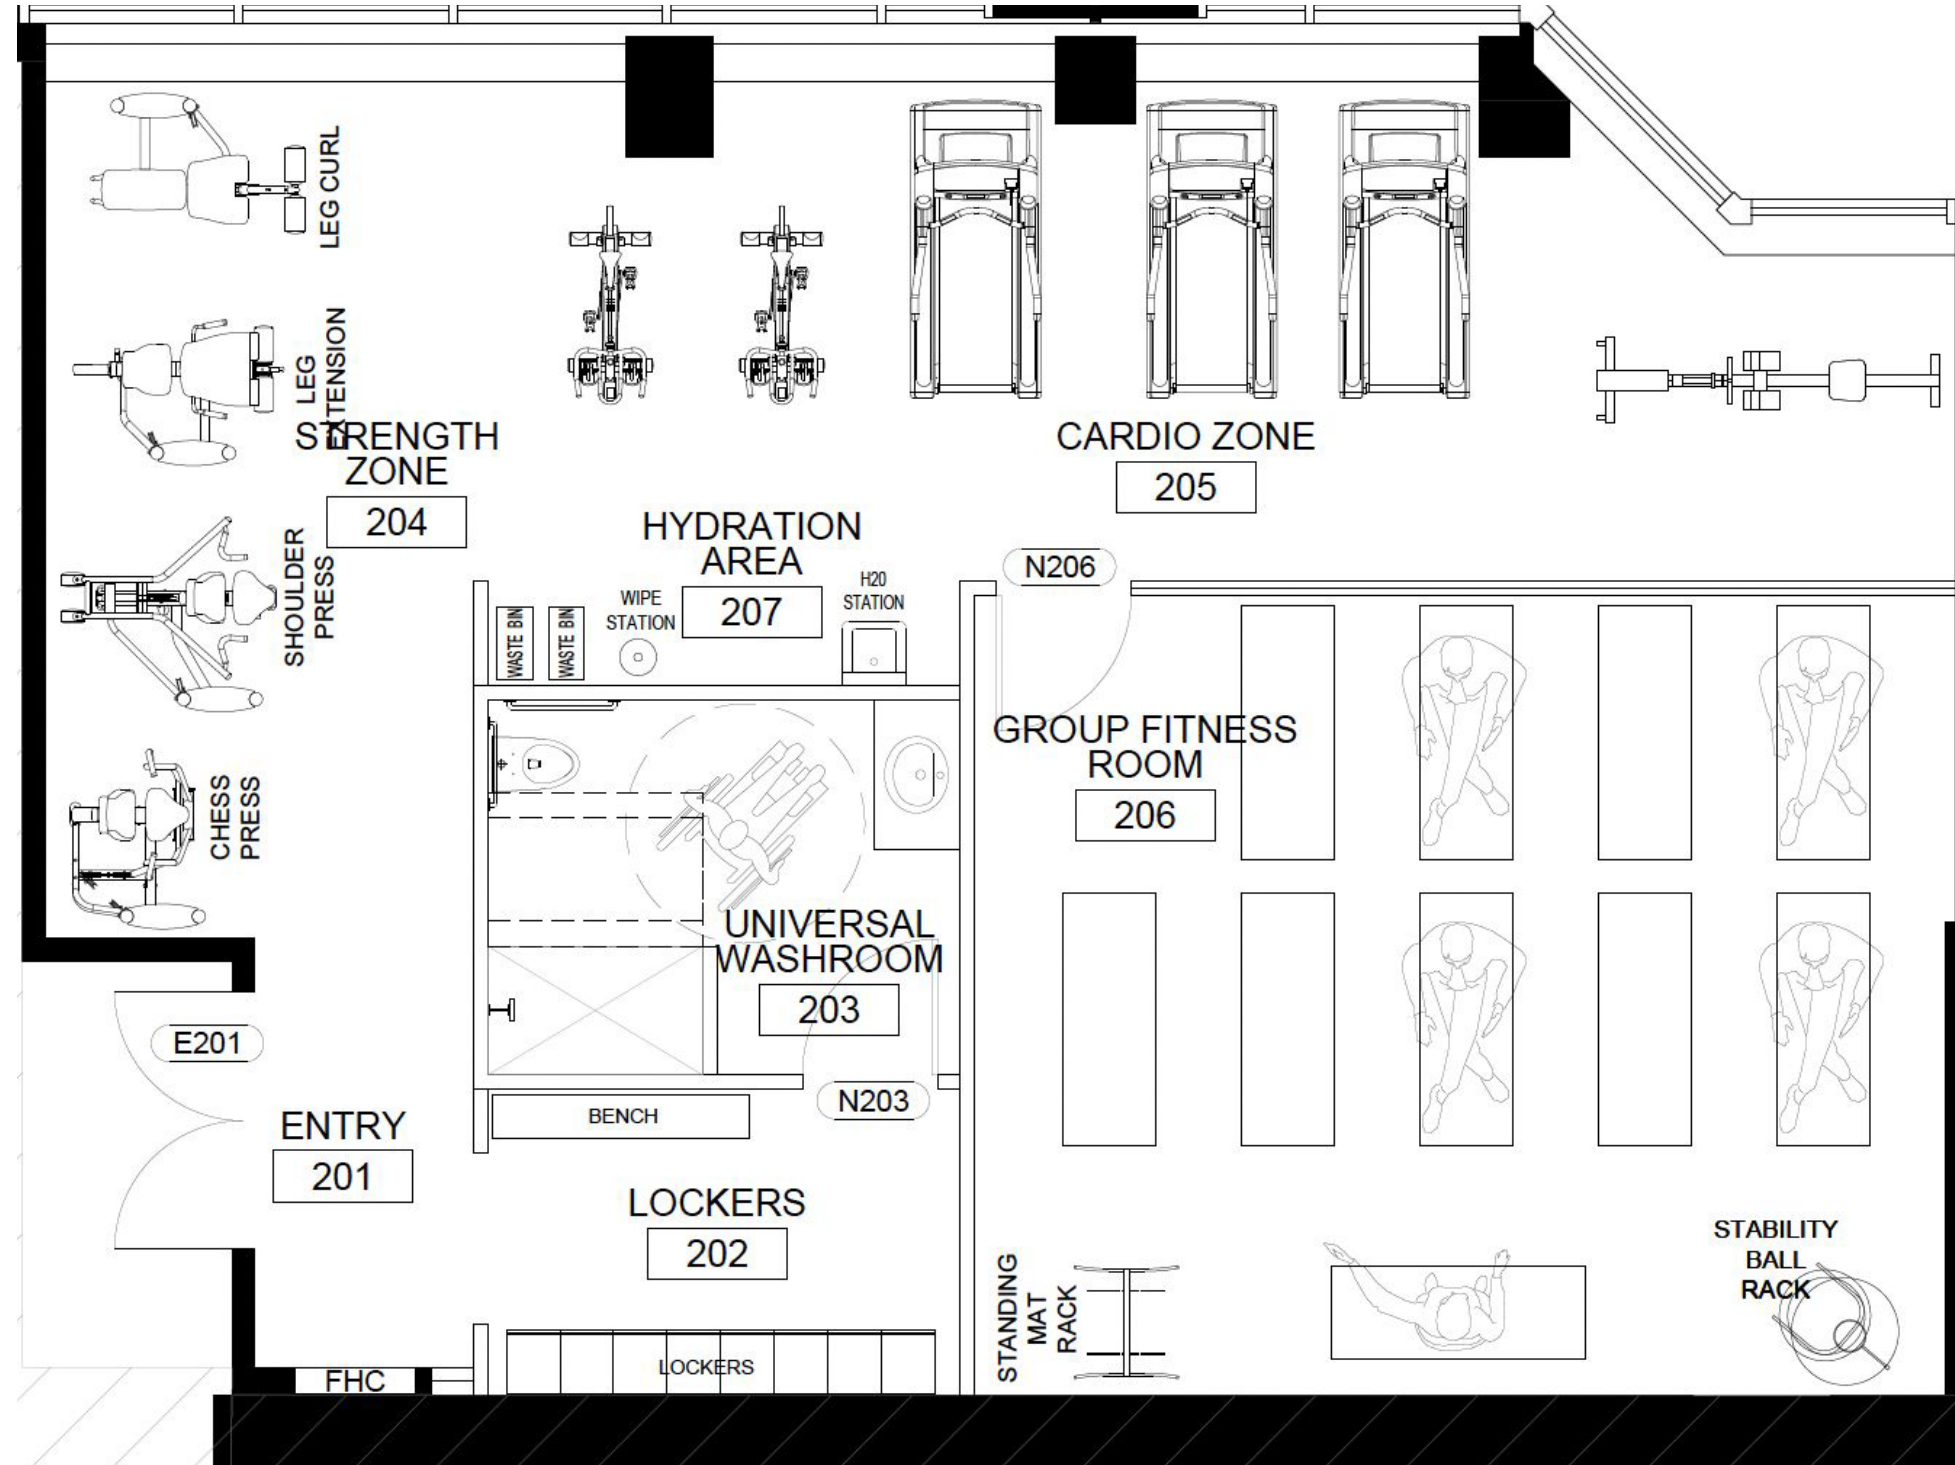 LEG CURL
LEG
EXTENSION
STRENGTH
ZONE
204
CARDIO ZONE
205
HYDRATION
AREA
207
WIPE
STATION
H20
STATION
WASTE BIN
WASTE BIN
N206
SHOULDER
PRESS
CHESS
PRESS
GROUP FITNESS
ROOM
206
UNIVERSAL
WASHROOM
203
E201
N203
BENCH
ENTRY
201
LOCKERS
202
STANDING
MAT
RACK
STABILITY
BALL
RACK
LOCKERS
FHC